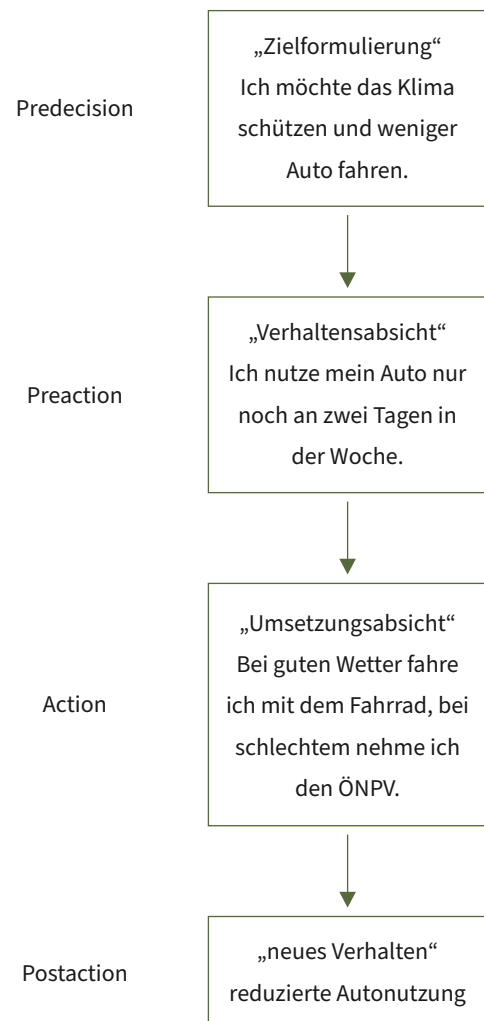 „Zielformulierung“
Ich möchte das Klima
Predecision
schützen und weniger
Auto fahren.
„Verhaltensabsicht“
Ich nutze mein Auto nur
Preaction
noch an zwei Tagen in
der Woche.
„Umsetzungsabsicht“
Bei guten Wetter fahre
Action
ich mit dem Fahrrad, bei
schlechtem nehme ich
den ÖNPV.
„neues Verhalten“
Postaction
reduzierte Autonutzung